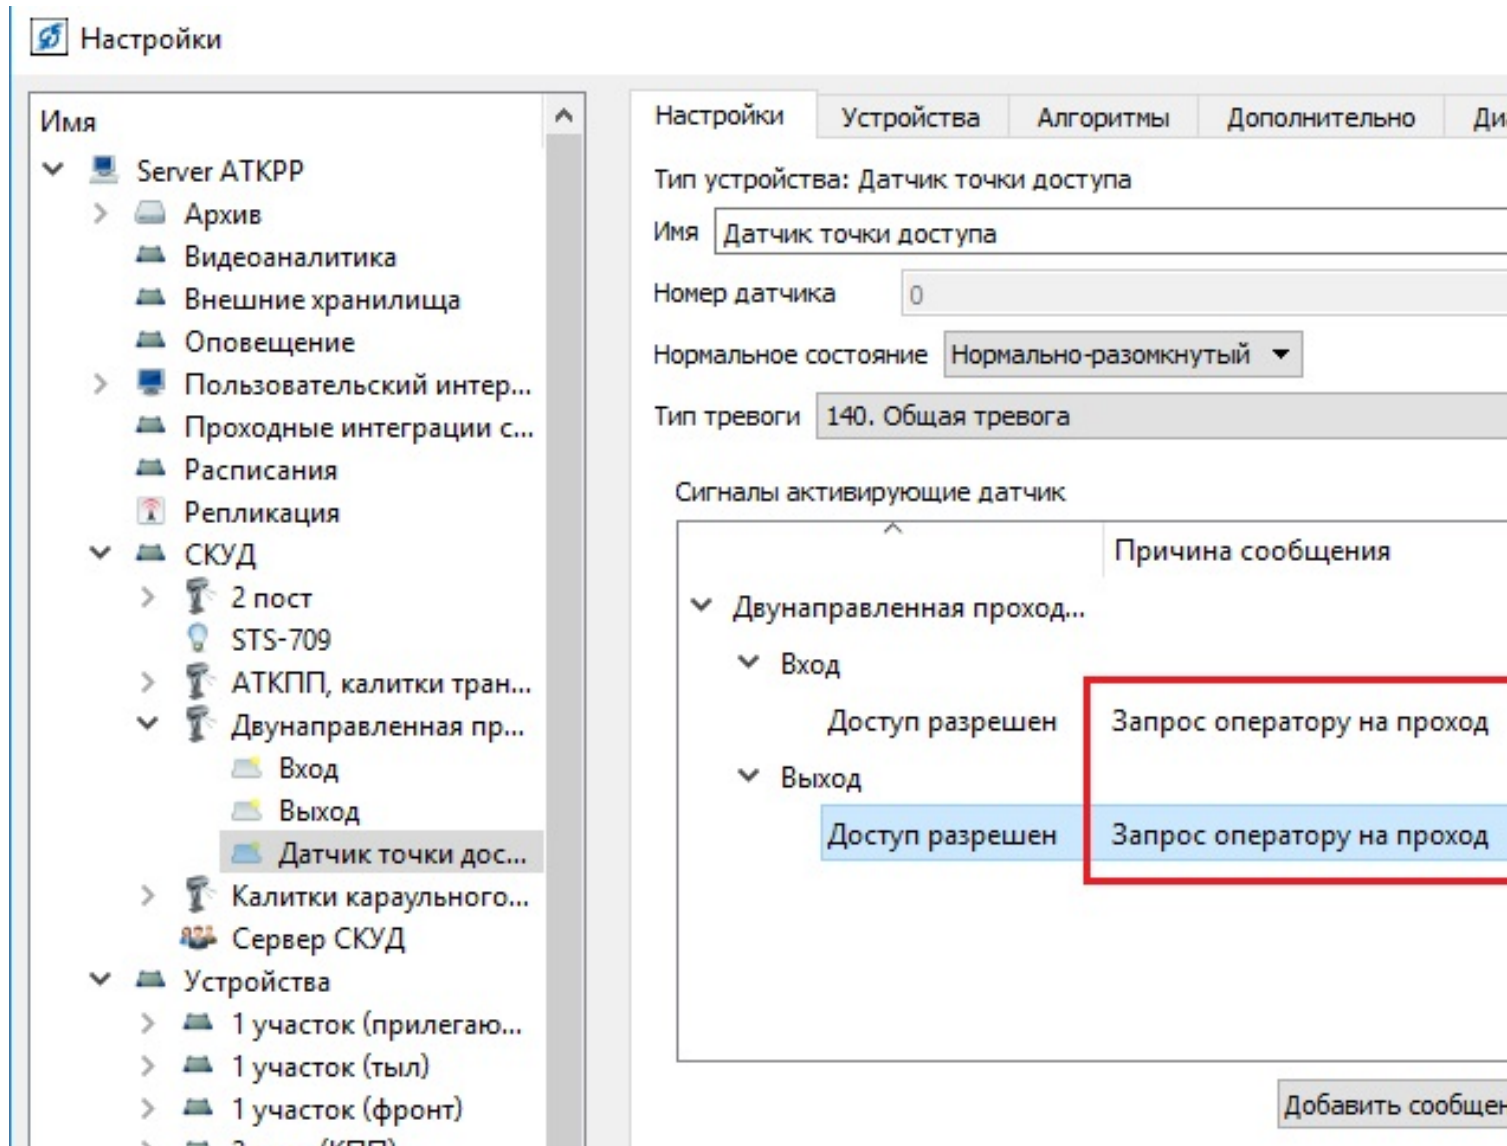 Настройки
Имя
Server АТКРР
Архив
Видеоаналитика
Внешние хранилища
Оповещение
Пользовательский интер...
Проходные интеграции с...
Расписания
Репликация
СКУД
2 пост
STS-709
АТКПП, калитки тран...
Двунаправленная пр...
Вход
Выход
Датчик точки дос...
Калитки караульного...
Сервер СКУД
Устройства
1 участок (прилегаю...
1 участок (тыл)
1 участок (фронт)
Настройки Устройства Алгоритмы Дополнительно
Тип устройства: Датчик точки доступа
Имя Датчик точки доступа
Номер датчика 0
Нормальное состояние Нормально-разомкнутый
Тип тревоги 140. Общая тревога
Сигналы активирующие датчик
Причина сообщения
Двунаправленная проход...
Вход
Доступ разрешен Запрос оператору на проход
Выход
Доступ разрешен Запрос оператору на проход
Добавить сообщен